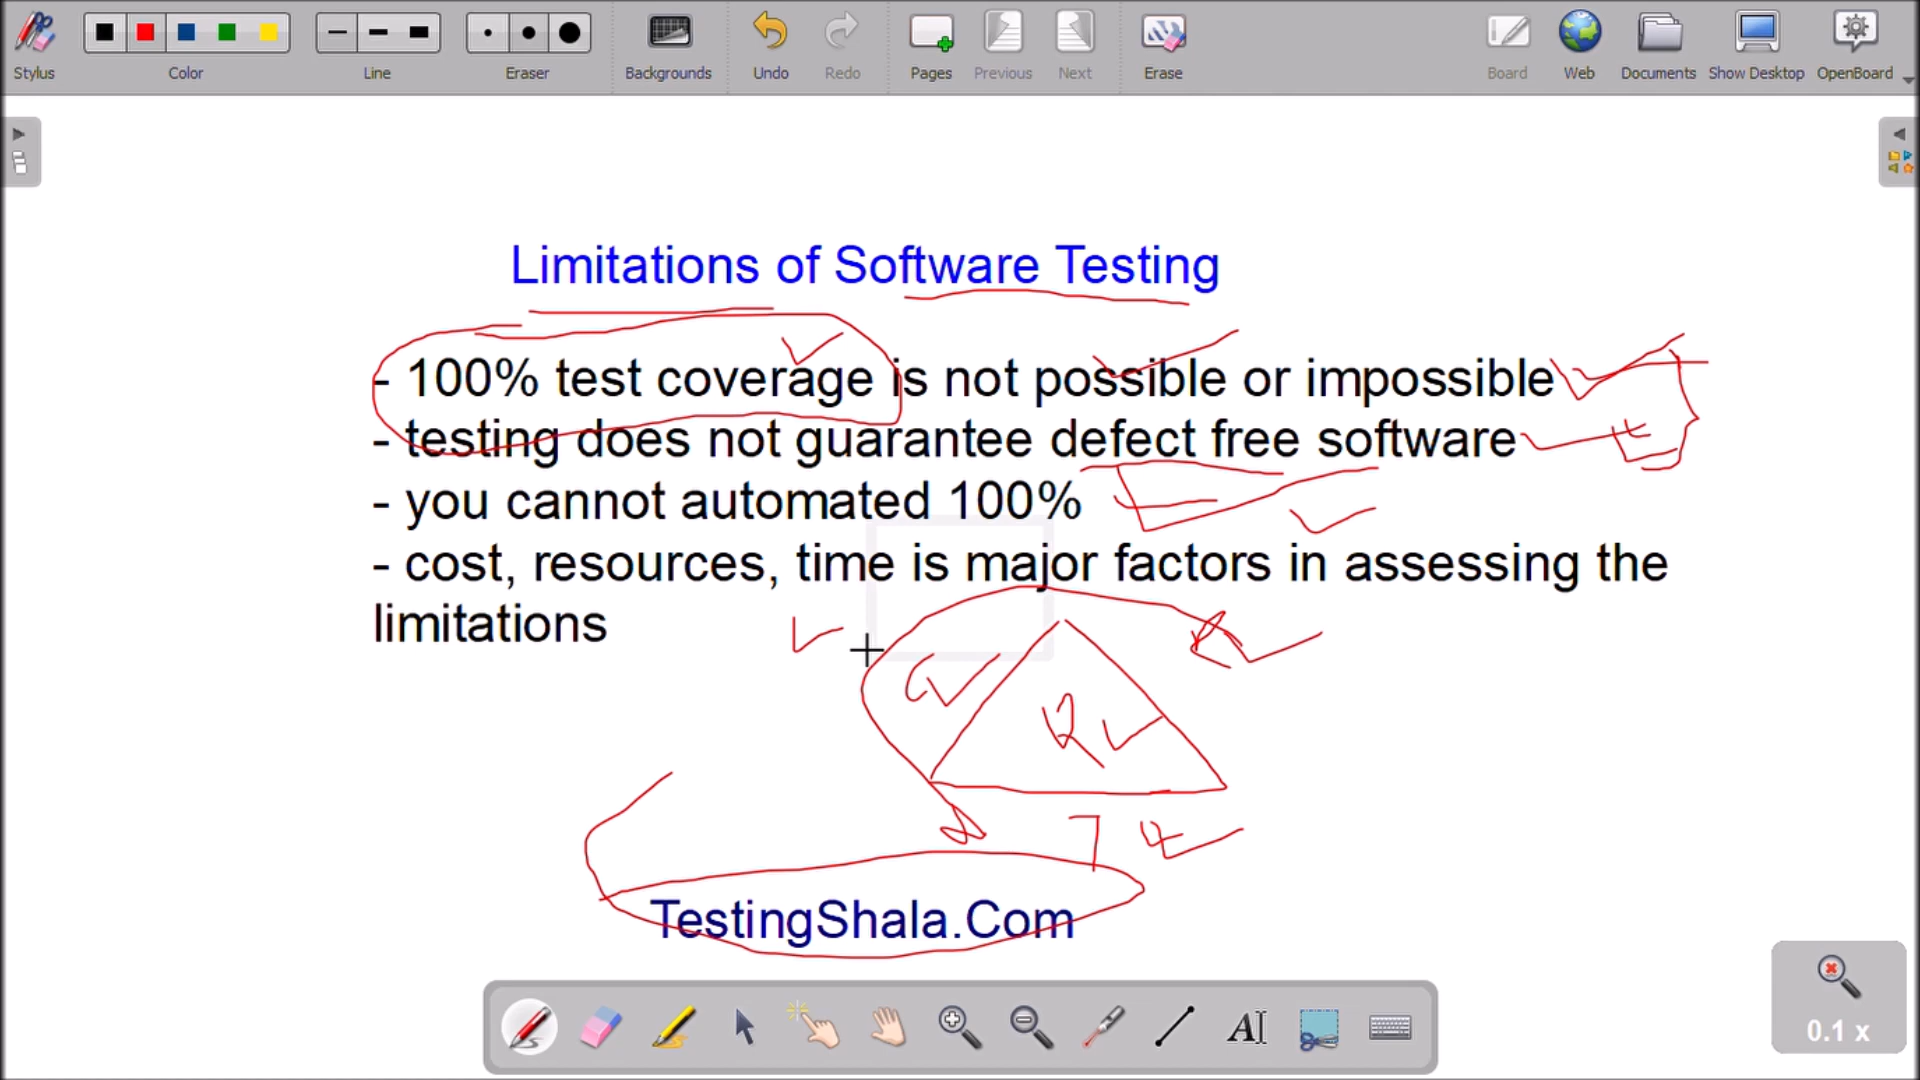 Stylus Color Line Eraser Backgrounds Undo Redo Pages Previous Next Erase Board Web Documents Show Desktop OpenBoard
Limitations of Software Testing
- 100% test coverage is not possible or impossible
- testing does not guarantee defect free software
- you cannot automated 100%
- cost, resources, time is major factors in assessing the
limitations
TestingShala.Com
AI
0.1 x